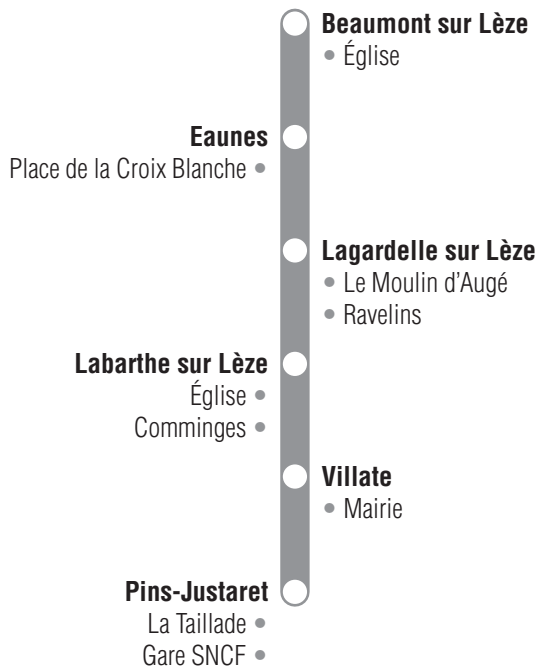 Beaumont sur Lèze
• Église
Eaunes
Place de la Croix Blanche •
Lagardelle sur Lèze
• Le Moulin d’Augé
• Ravelins
Labarthe sur Lèze
Église •
Comminges •
Villate
• Mairie
Pins-Justaret
La Taillade •
Gare SNCF •